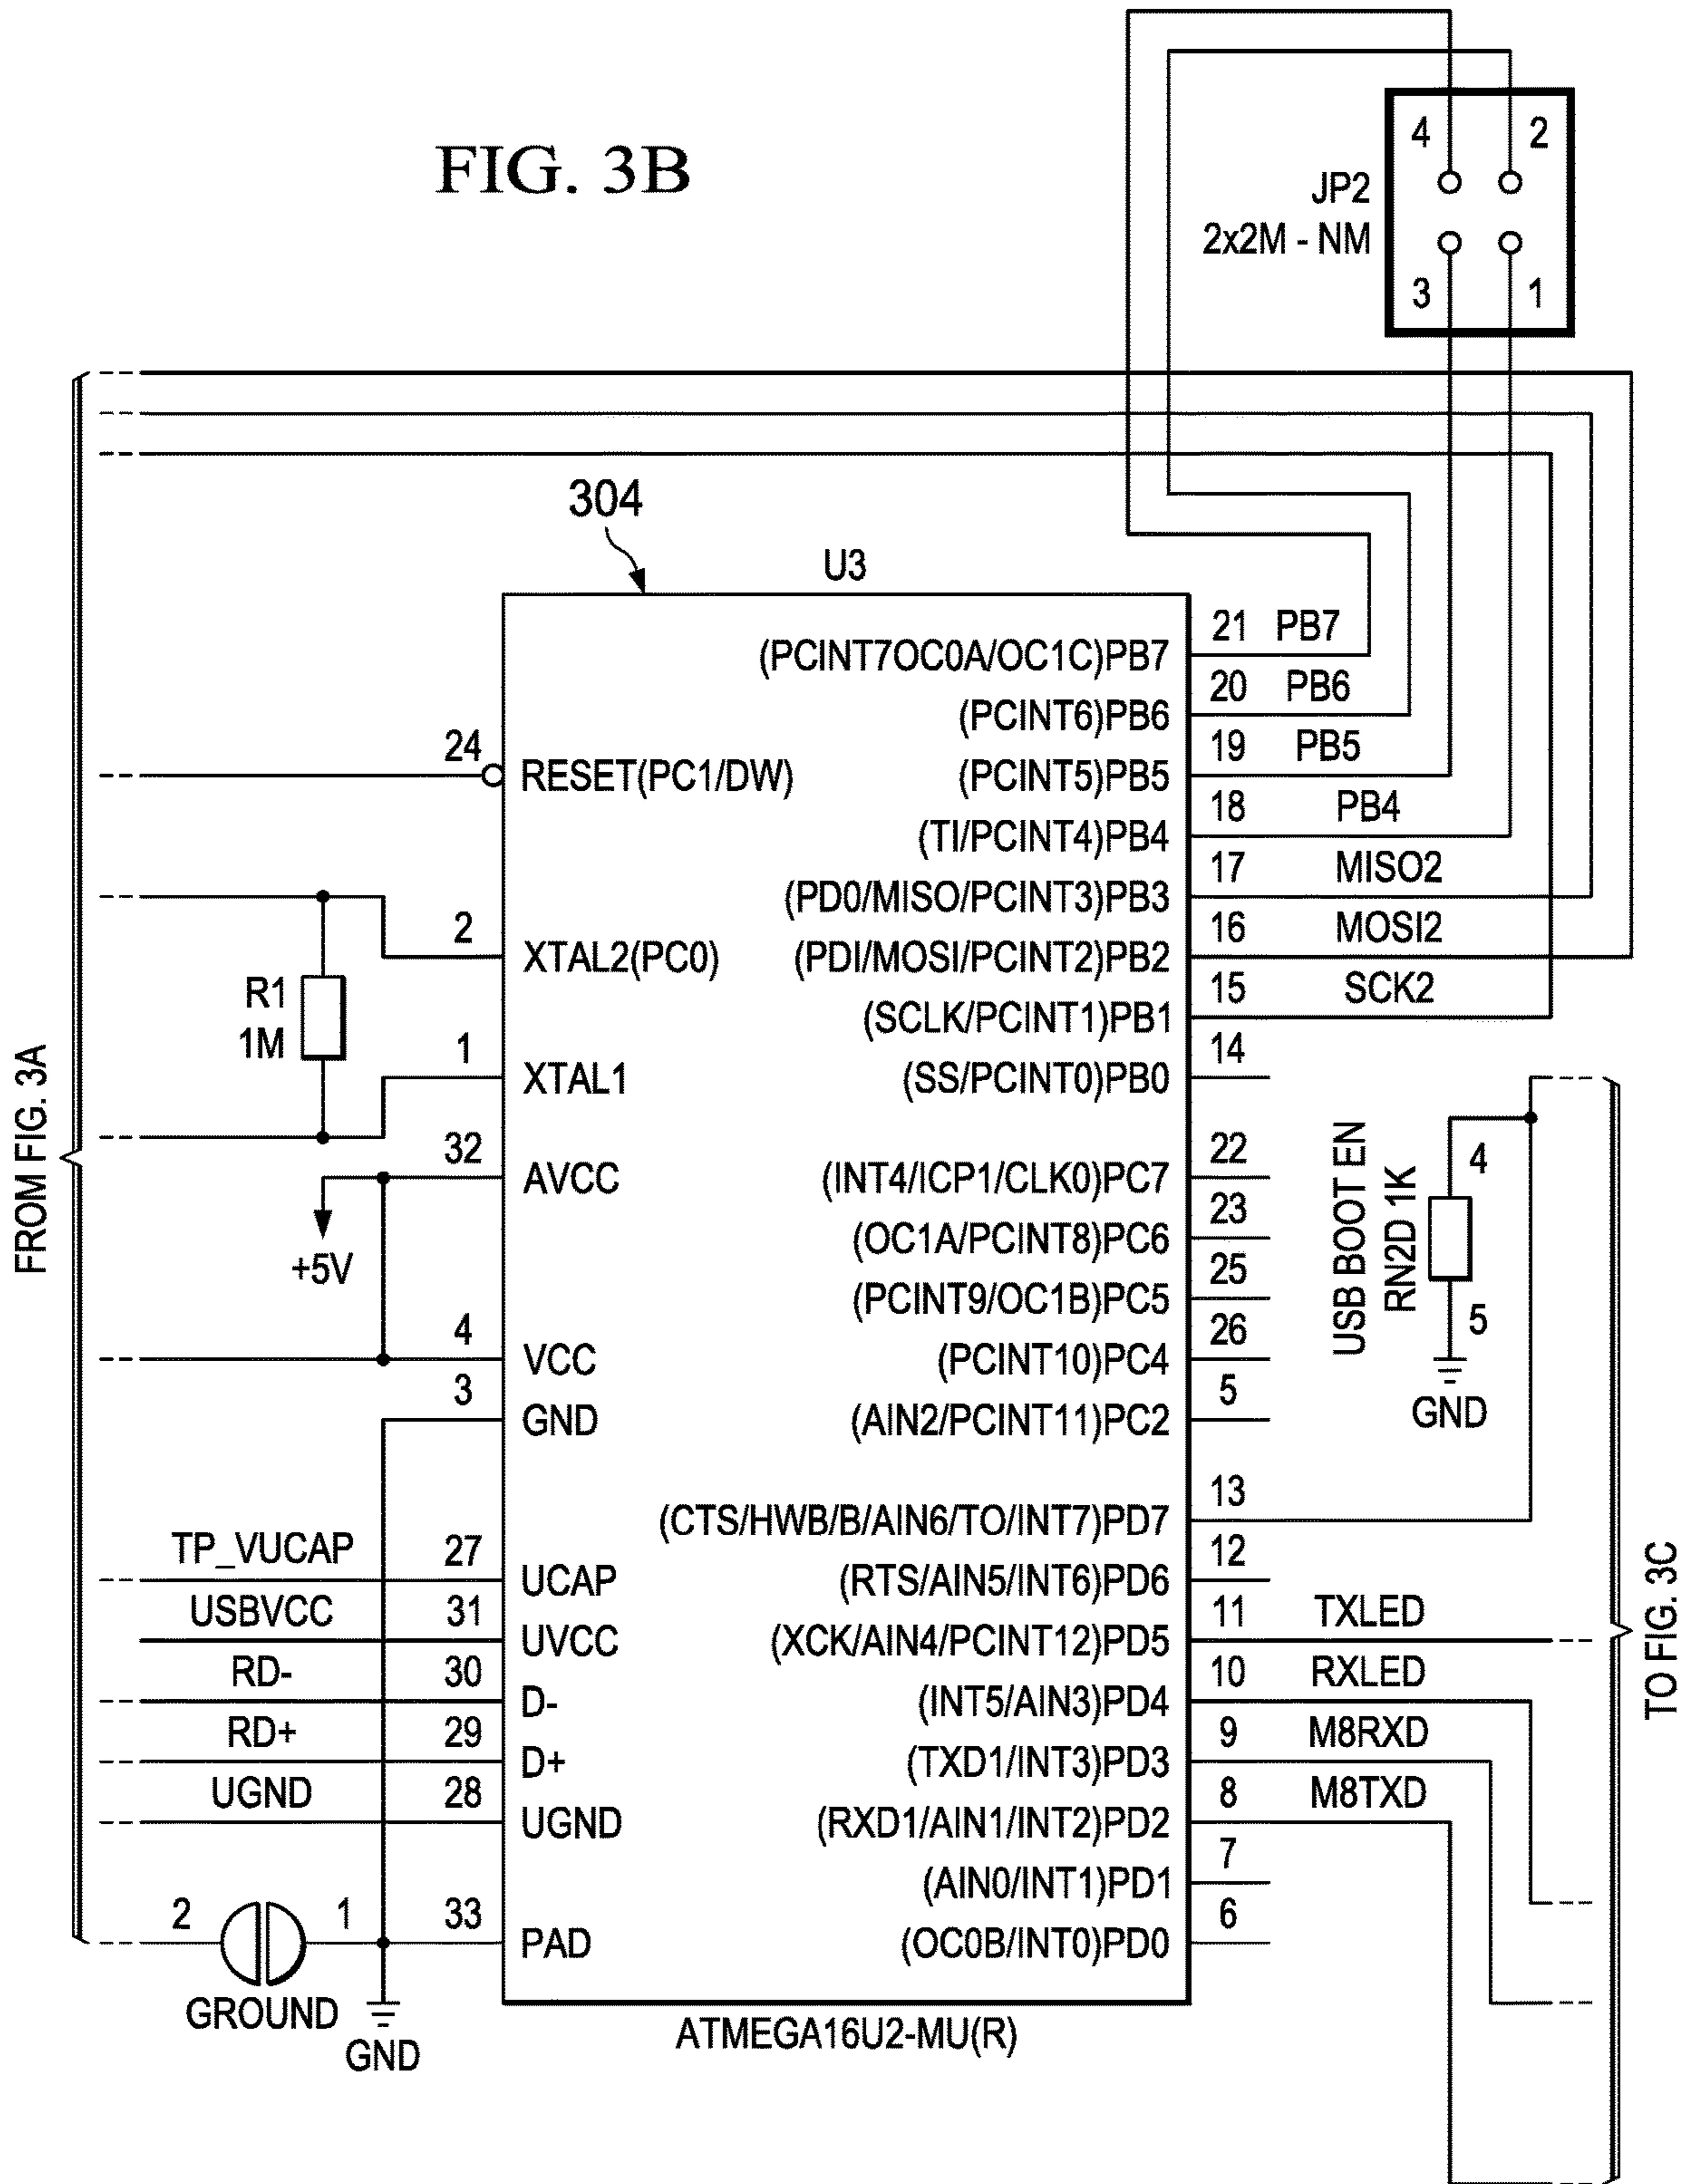 FIG. 3B
4 2
JP2
2x2M - NM
3 1
304
U3
21 PB7
(PCINT7OC0A/OC1C)PB7
20 PB6
(PCINT6)PB6
24 19 PB5
RESET(PC1/DW) (PCINT5)PB5
18 PB4
(TI/PCINT4)PB4
17 MISO2
(PD0/MISO/PCINT3)PB3
2 16 MOSI2
XTAL2(PC0) (PDI/MOSI/PCINT2)PB2
R1
1M
15 SCK2
(SCLK/PCINT1)PB1
1 14
XTAL1 (SS/PCINT0)PB0
FROM FIG. 3A
32 22
AVCC (INT4/ICP1/CLK0)PC7
+5V
23
(OC1A/PCINT8)PC6
25
(PCINT9/OC1B)PC5
USB BOOT EN
RN2D 1K
4
5
GND
4 26
VCC (PCINT10)PC4
3 5
GND (AIN2/PCINT11)PC2
13
(CTS/HWB/B/AIN6/TO/INT7)PD7
TP_VUCAP 27 12
UCAP (RTS/AIN5/INT6)PD6
USBVCC 31 11 TXLED
UVCC (XCK/AIN4/PCINT12)PD5
TO FIG. 3C
RD- 30 10 RXLED
D- (INT5/AIN3)PD4
RD+ 29 9 M8RXD
D+ (TXD1/INT3)PD3
UGND 28 8 M8TXD
UGND (RXD1/AIN1/INT2)PD2
7
(AIN0/INT1)PD1
2 1 33 6
PAD (OC0B/INT0)PD0
GROUND
GND
ATMEGA16U2-MU(R)